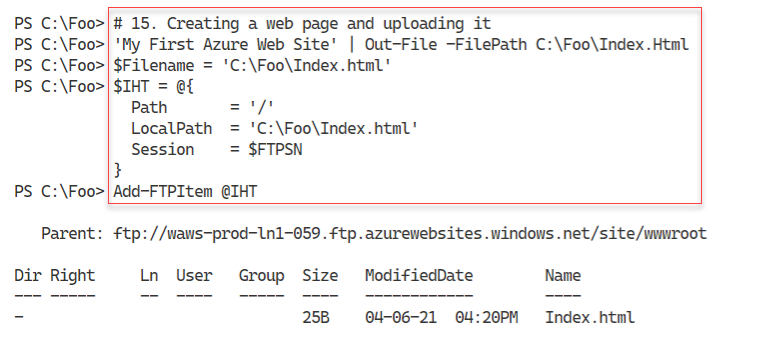 PS C:\Foo> # 15. Creating a web page and uploading it
PS C:\Foo> 'My First Azure Web Site' | Out-File -FilePath C:\Foo\Index.Html
PS C:\Foo> $Filename = 'C:\Foo\Index.html'
PS C:\Foo> $IHT = @{
Path       = '/'
LocalPath  = 'C:\Foo\Index.html'
Session    = $FTPSN
}
PS C:\Foo> Add-FTPItem @IHT
Parent: ftp://waws-prod-ln1-059.ftp.azurewebsites.windows.net/site/wwwroot
Dir Right     Ln  User   Group  Size   ModifiedDate        Name
--- -----     --  ----   -----  ----   ------------        ----
-                               25B    04-06-21  04:20PM   Index.html